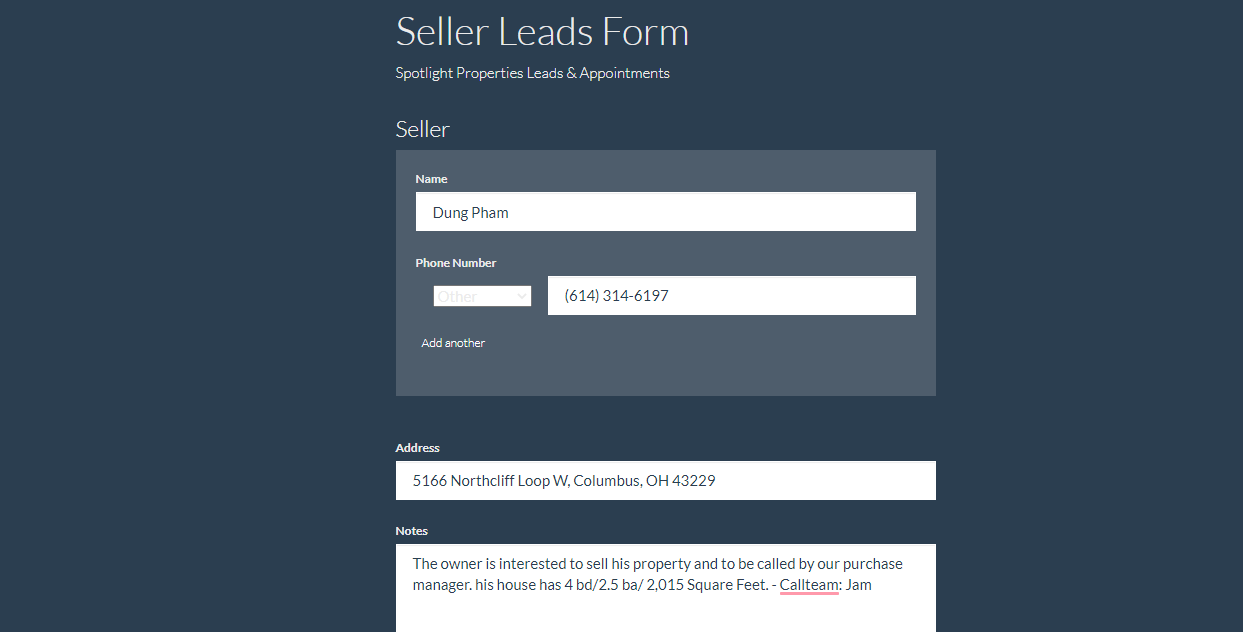 Seller Leads Form
Spotlight Properties Leads & Appointments
Seller
Name
Dung Pham
Phone Number
Other
(614) 314-6197
Add another
Address
5166 Northcliff Loop W, Columbus, OH 43229
Notes
The owner is interested to sell his property and to be called by our purchase
manager. his house has 4 bd/2.5 ba/ 2,015 Square Feet. - Callteam: Jam